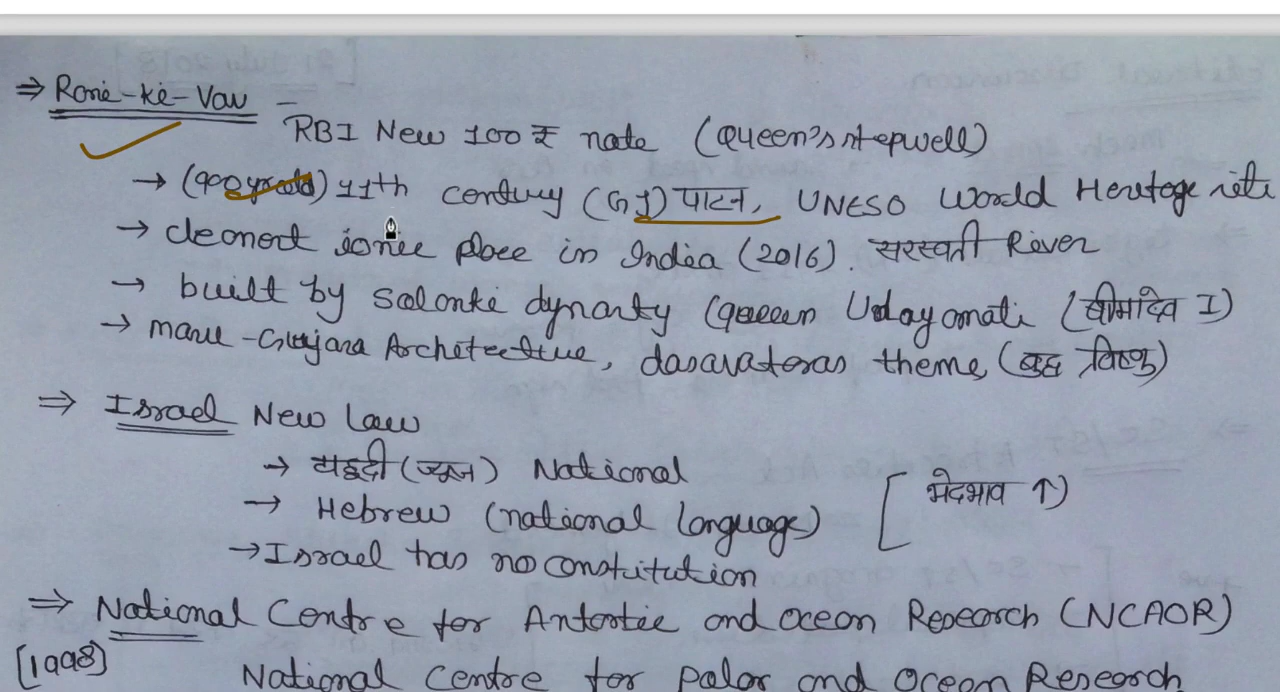 ⇒ Rani-ki-Vav –
RBI New 100 ₹ note (Queen's stepwell)
→ (900 years old) 11th century (GJ) पाटन, UNESO World Heritage site
→ cleanest iconic place in India (2016). सरस्वती River
→ built by Solanki dynasty (queen Udayamati (भीमदेव I)
→ maru-Gurjara Architecture, dasavataras theme, (बुद्ध विष्णु)
⇒ Israel New Law
→ यहूदी (ज्यूज) National
→ Hebrew (national language) [भेदभाव ↑)
→ Israel has no constitution
⇒ National Centre for Antartic and Ocean Research (NCAOR)
[1998] National Centre for Polar and Ocean Research